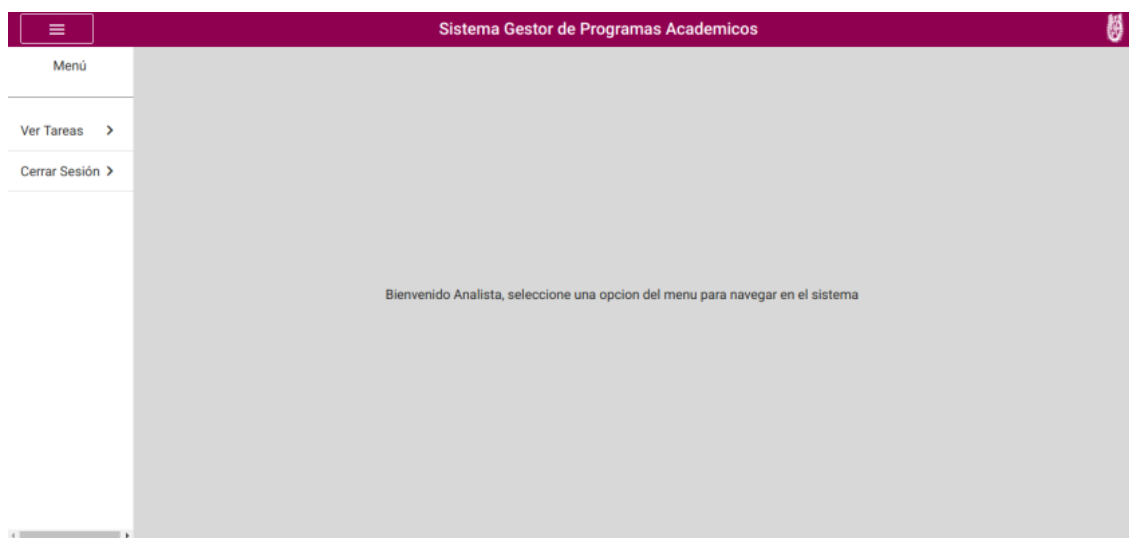 Sistema Gestor de Programas Academicos
Menú
Ver Tareas
Cerrar Sesión
Bienvenido Analista, seleccione una opcion del menu para navegar en el sistema